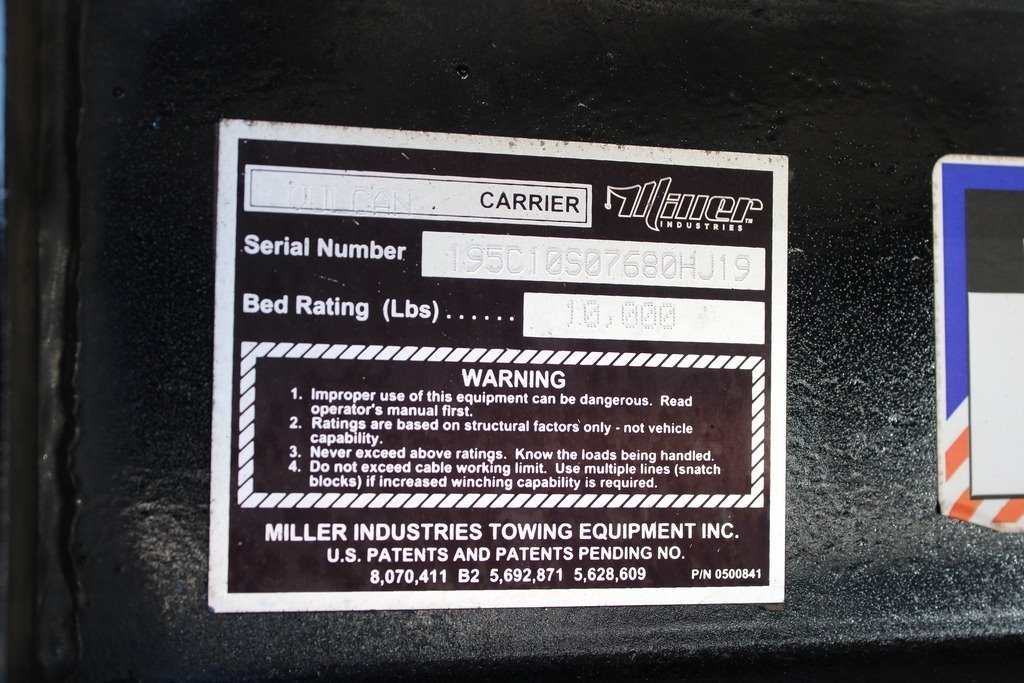 VULCAN CARRIER Miller™
INDUSTRIES
Serial Number 195C10S07680HJ19
Bed Rating (Lbs)...... 10,000
WARNING
1. Improper use of this equipment can be dangerous. Read
operator's manual first.
2. Ratings are based on structural factors only - not vehicle
capability.
3. Never exceed above ratings. Know the loads being handled.
4. Do not exceed cable working limit. Use multiple lines (snatch
blocks) if increased winching capability is required.
MILLER INDUSTRIES TOWING EQUIPMENT INC.
U.S. PATENTS AND PATENTS PENDING NO.
8,070,411 B2 5,692,871 5,628,609 P/N 0500841